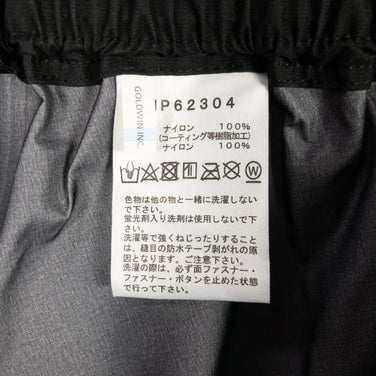 GOLDWIN INC.
NP62304
ナイロン 100%
(コーティング等樹脂加工)
ナイロン 100%
色物は他の物と一緒に洗濯しない
で下さい。
蛍光剤入り洗剤は使用しないで下
さい。
洗濯等で強くねじったりするこ
とは、縫目の防水テープ剥がれの原因
となります。ご注意下さい。
洗濯の際は、必ず面ファスナー・
ファスナー・ボタンを止めた状態
で行って下さい。